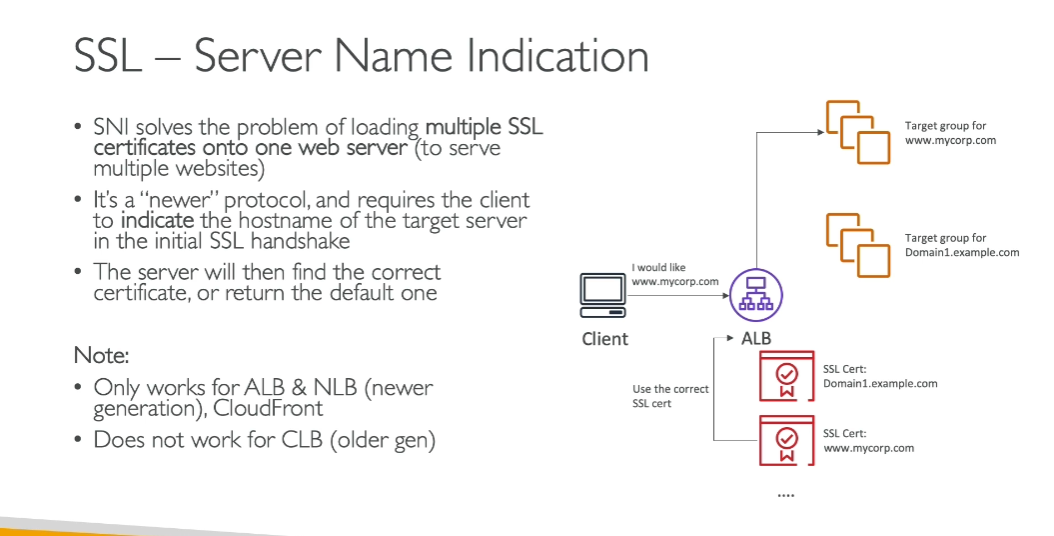 SSL – Server Name Indication
• SNI solves the problem of loading multiple SSL
certificates onto one web server (to serve
multiple websites)
• It's a "newer" protocol, and requires the client
to indicate the hostname of the target server
in the initial SSL handshake
• The server will then find the correct
certificate, or return the default one
Note:
• Only works for ALB & NLB (newer
generation), CloudFront
• Does not work for CLB (older gen)
Target group for
www.mycorp.com
Target group for
Domain1.example.com
I would like
www.mycorp.com
Client
ALB
Use the correct
SSL cert
SSL Cert:
Domain1.example.com
SSL Cert:
www.mycorp.com
....